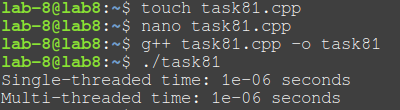 lab-8@lab8:~$ touch task81.cpp
lab-8@lab8:~$ nano task81.cpp
lab-8@lab8:~$ g++ task81.cpp -o task81
lab-8@lab8:~$ ./task81
Single-threaded time: 1e-06 seconds
Multi-threaded time: 1e-06 seconds